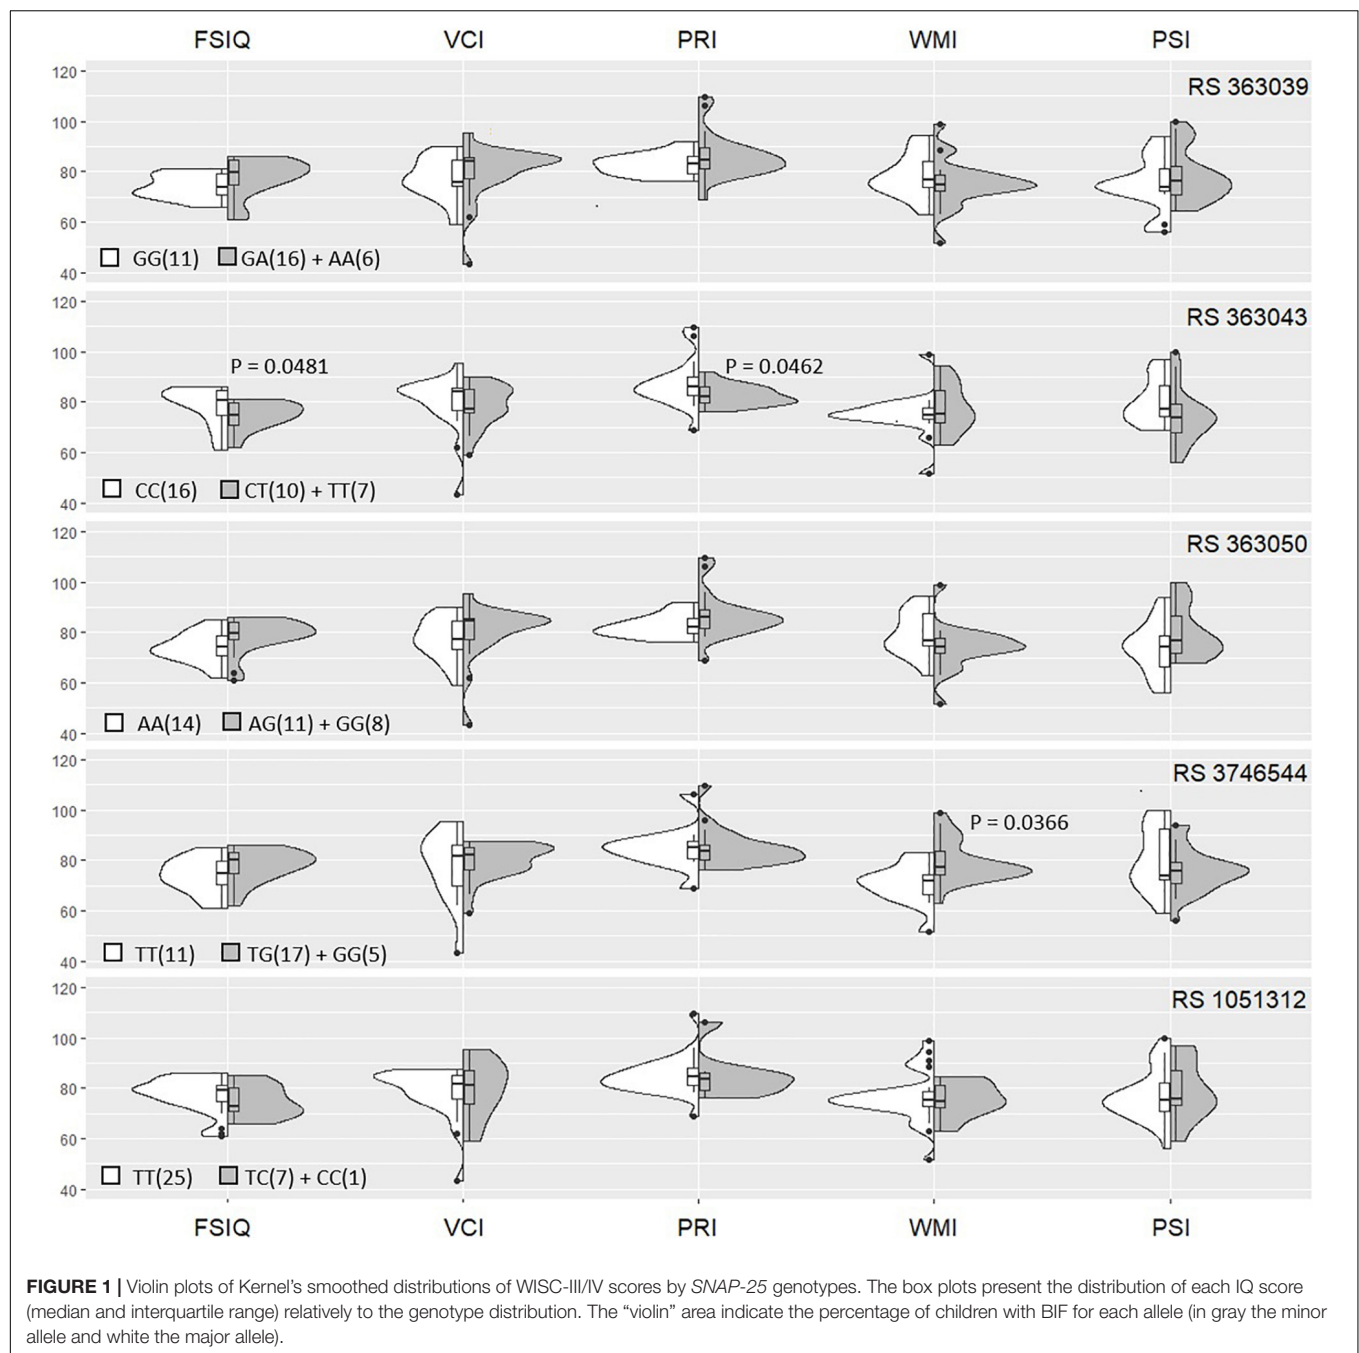 FSIQ VCI PRI WMI PSI
RS 363039
120
100
80
60
40
GG(11) GA(16) + AA(6)
RS 363043
120
100
80
60
40
P = 0.0481
P = 0.0462
CC(16) CT(10) + TT(7)
RS 363050
120
100
80
60
40
AA(14) AG(11) + GG(8)
RS 3746544
120
100
80
60
40
P = 0.0366
TT(11) TG(17) + GG(5)
RS 1051312
120
100
80
60
40
TT(25) TC(7) + CC(1)
FSIQ VCI PRI WMI PSI
FIGURE 1 | Violin plots of Kernel's smoothed distributions of WISC-III/IV scores by SNAP-25 genotypes. The box plots present the distribution of each IQ score
(median and interquartile range) relatively to the genotype distribution. The “violin” area indicate the percentage of children with BIF for each allele (in gray the minor
allele and white the major allele).